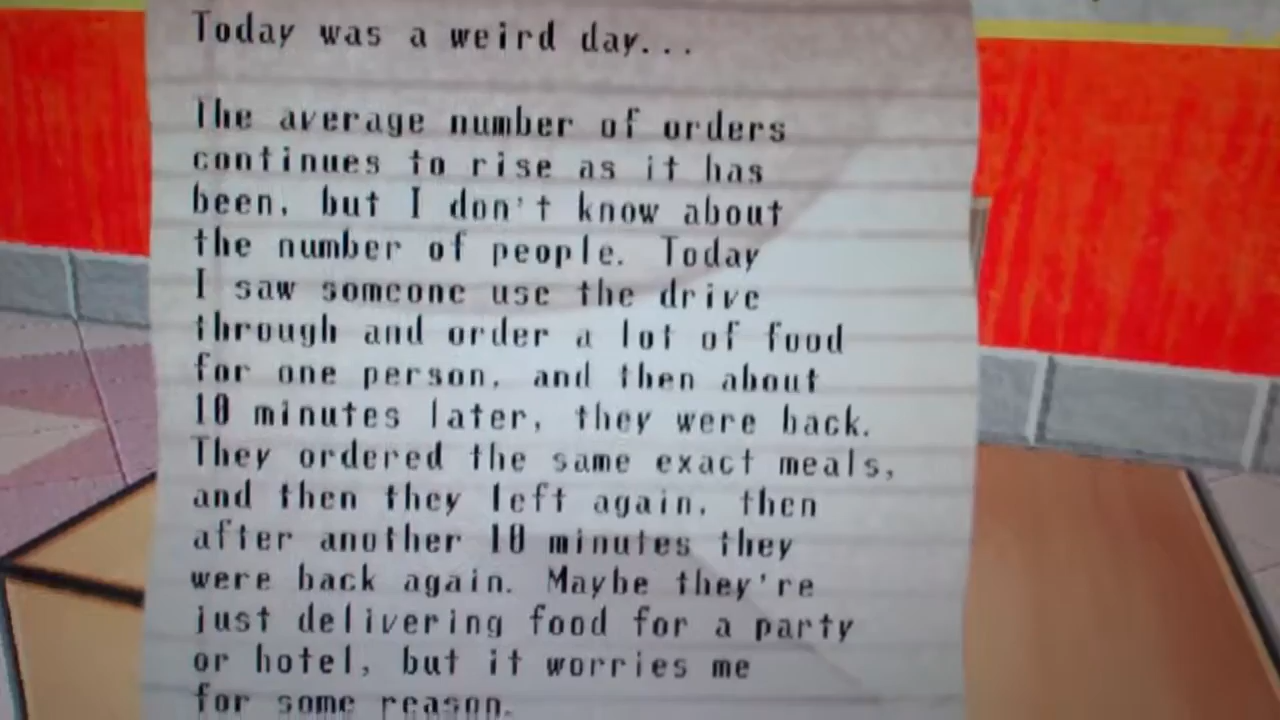 Today was a weird day...
The average number of orders
continues to rise as it has
been, but I don't know about
the number of people. Today
I saw someone use the drive
through and order a lot of food
for one person, and then about
10 minutes later, they were back.
They ordered the same exact meals,
and then they left again, then
after another 10 minutes they
were back again. Maybe they're
just delivering food for a party
or hotel, but it worries me
for some reason.